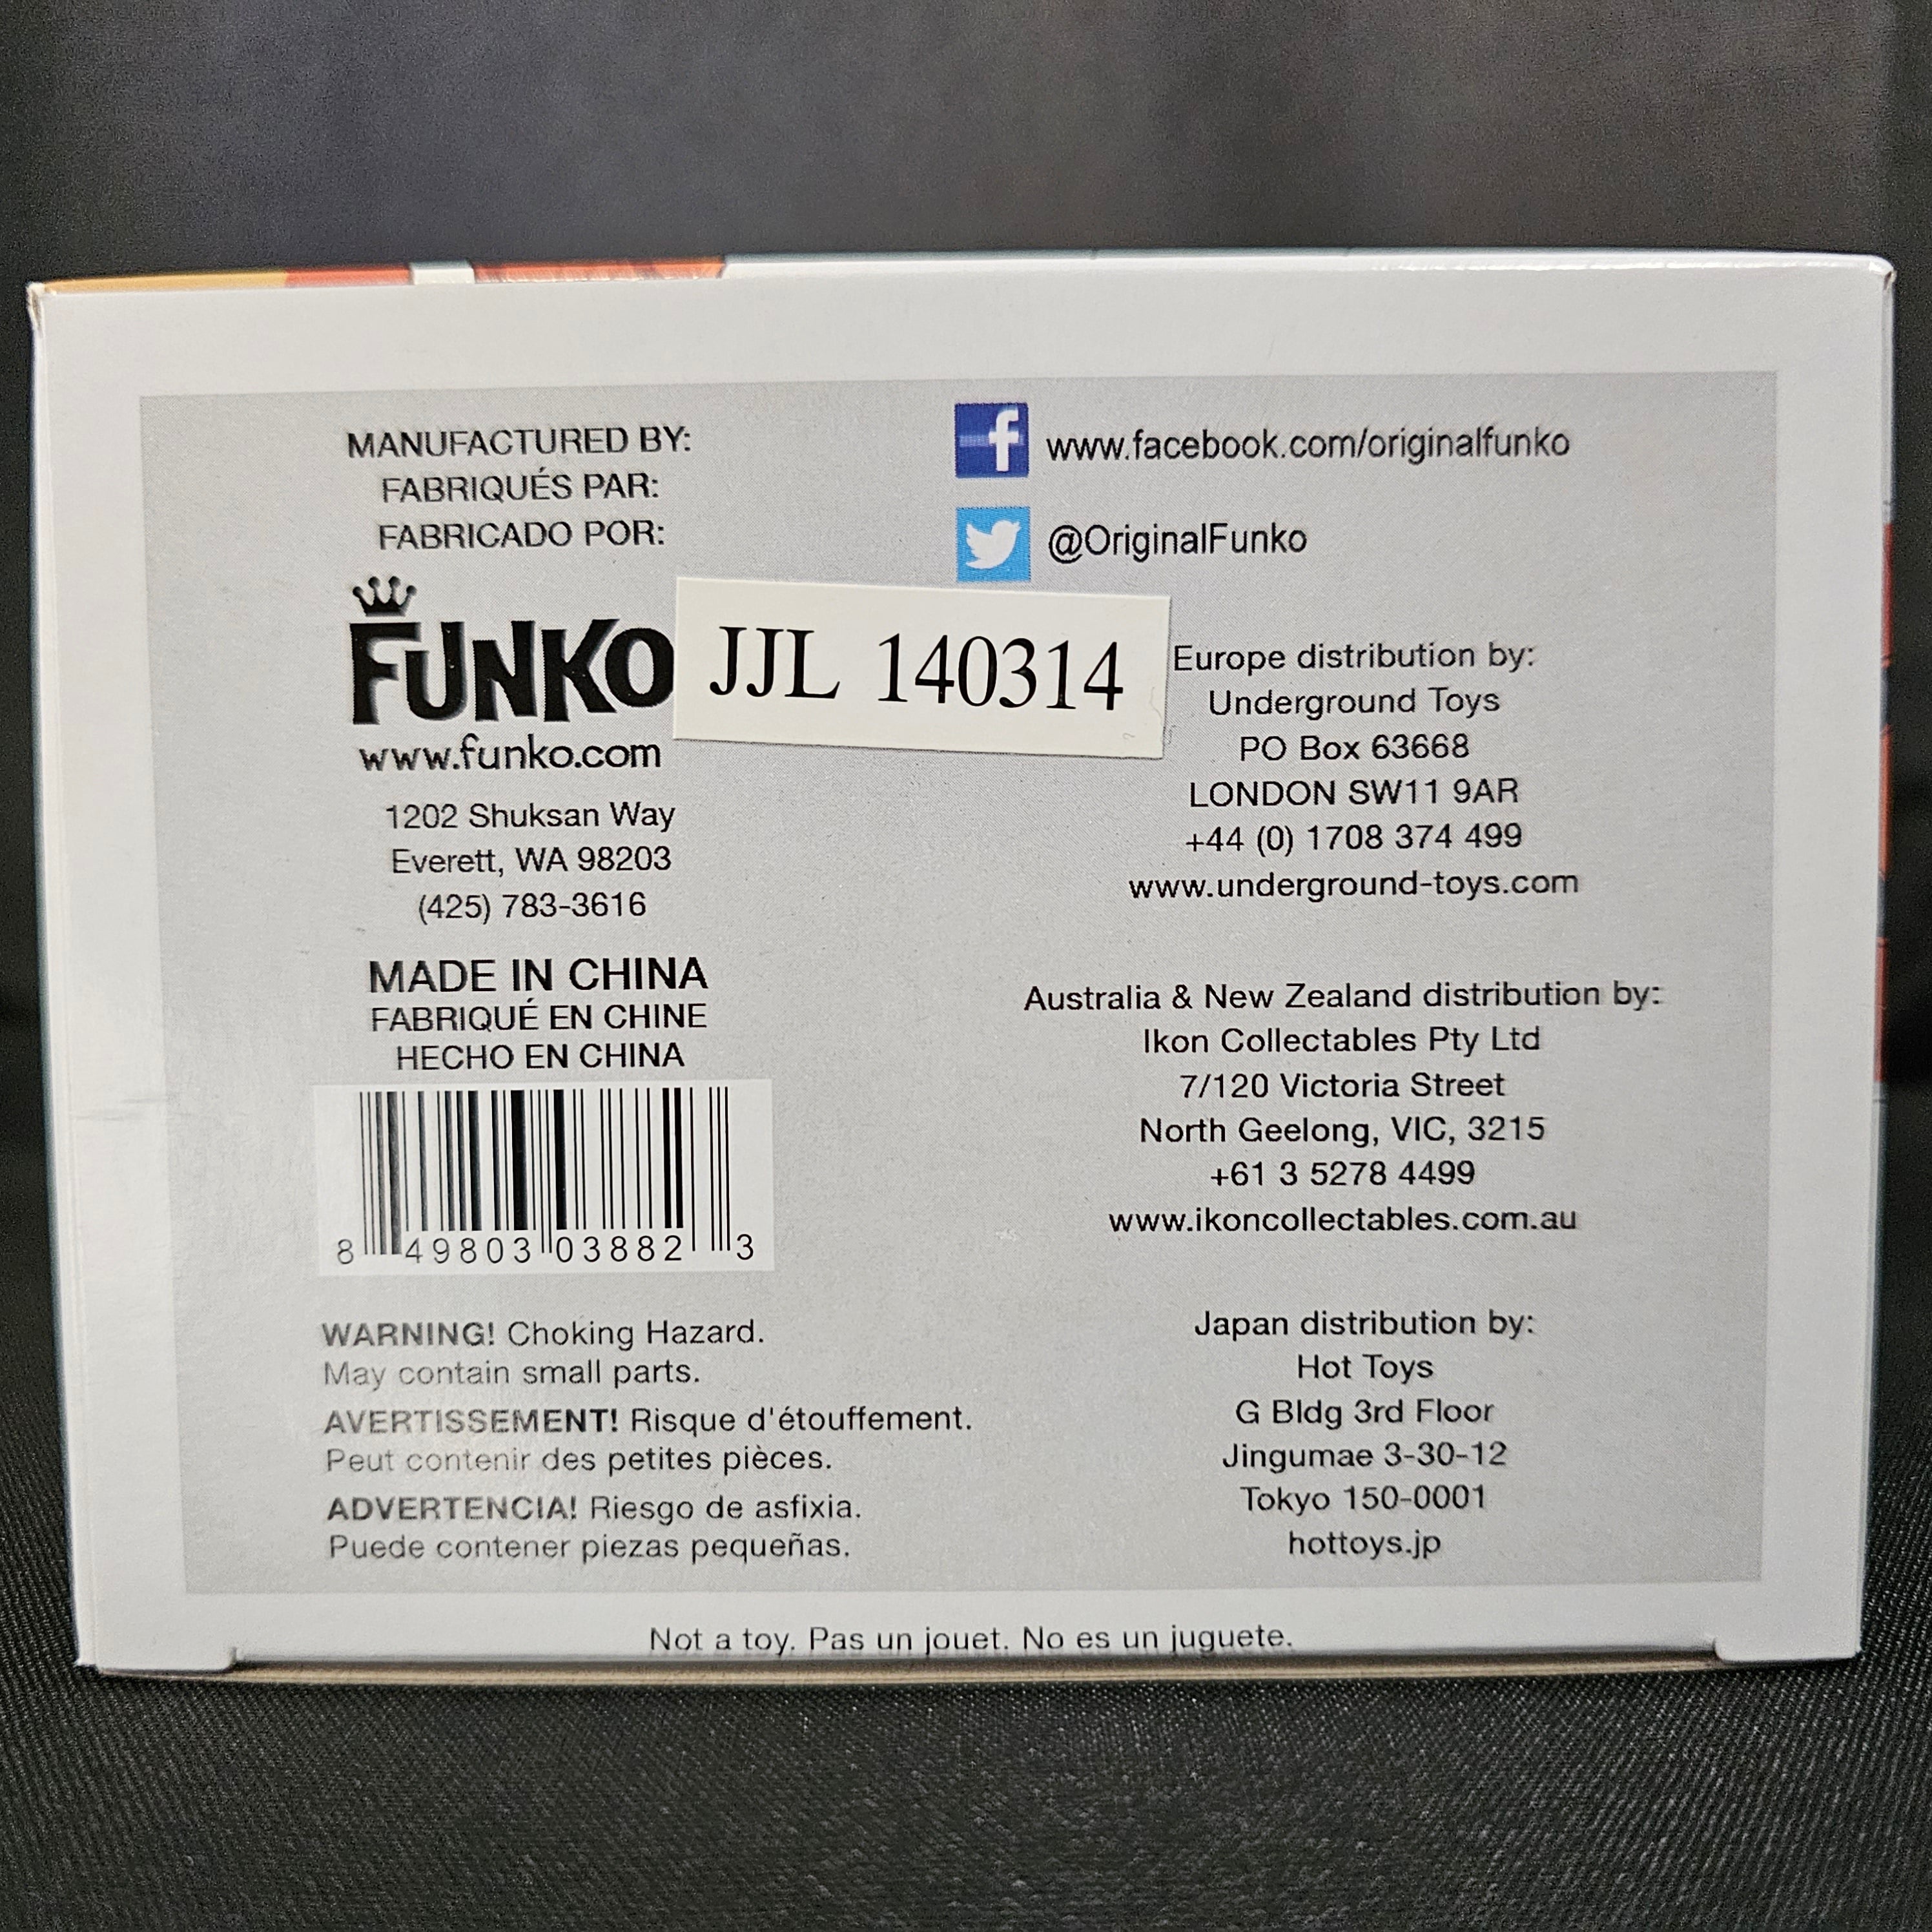 MANUFACTURED BY:
FABRIQUÉS PAR:
FABRICADO POR:
FUNKO
www.funko.com
1202 Shuksan Way
Everett, WA 98203
(425) 783-3616
MADE IN CHINA
FABRIQUÉ EN CHINE
HECHO EN CHINA
8 49803 03882 3
WARNING! Choking Hazard.
May contain small parts.
AVERTISSEMENT! Risque d'étouffement.
Peut contenir des petites pièces.
ADVERTENCIA! Riesgo de asfixia.
Puede contener piezas pequeñas.
JJL 140314
f www.facebook.com/originalfunko
@OriginalFunko
Europe distribution by:
Underground Toys
PO Box 63668
LONDON SW11 9AR
+44 (0) 1708 374 499
www.underground-toys.com
Australia & New Zealand distribution by:
Ikon Collectables Pty Ltd
7/120 Victoria Street
North Geelong, VIC, 3215
+61 3 5278 4499
www.ikoncollectables.com.au
Japan distribution by:
Hot Toys
G Bldg 3rd Floor
Jingumae 3-30-12
Tokyo 150-0001
hottoys.jp
Not a toy. Pas un jouet. No es un juguete.